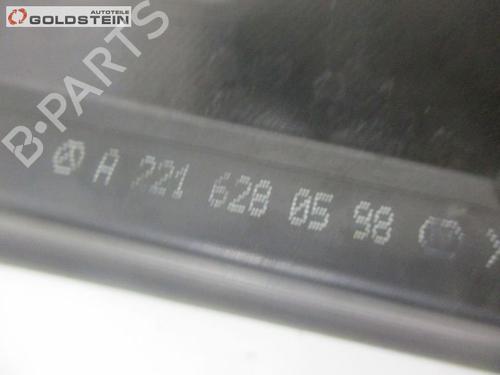 AUTOTEILE
GOLDSTEIN
B-PARTS
A 221 628 05 98